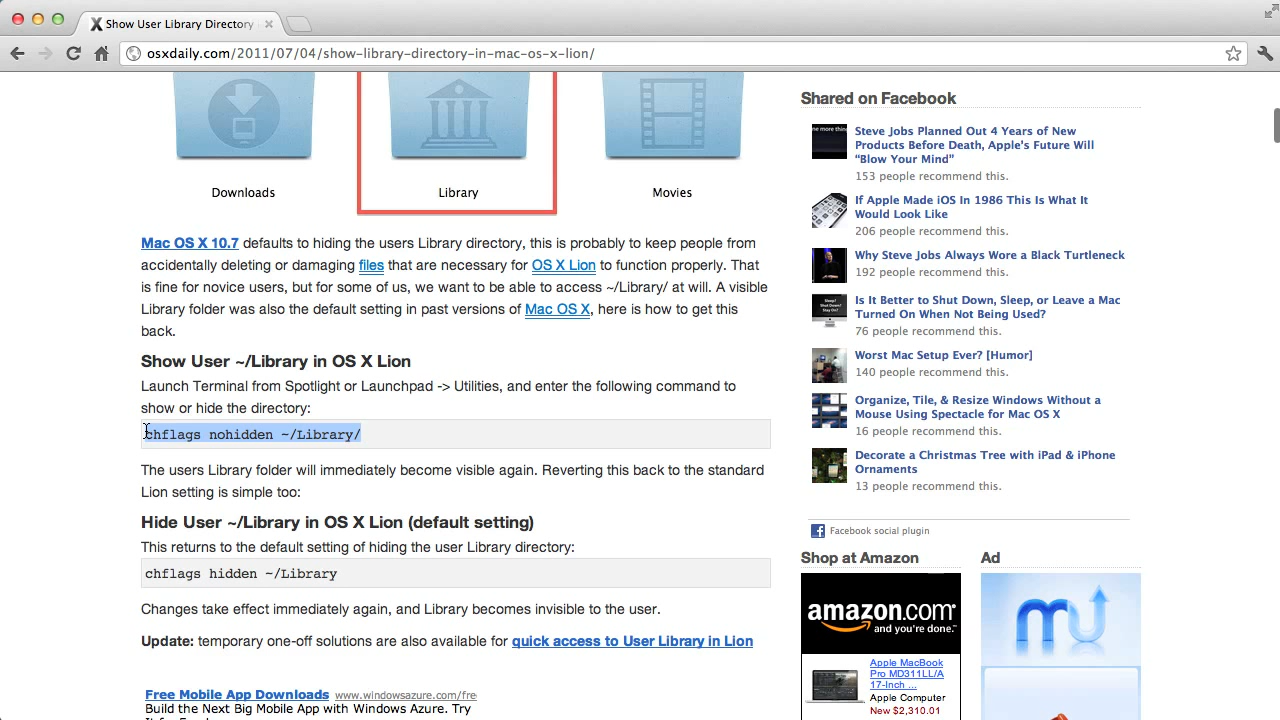 Show User Library Directory
osxdaily.com/2011/07/04/show-library-directory-in-mac-os-x-lion/
Downloads
Library
Movies
Mac OS X 10.7 defaults to hiding the users Library directory, this is probably to keep people from
accidentally deleting or damaging files that are necessary for OS X Lion to function properly. That
is fine for novice users, but for some of us, we want to be able to access ~/Library/ at will. A visible
Library folder was also the default setting in past versions of Mac OS X, here is how to get this
back.
Show User ~/Library in OS X Lion
Launch Terminal from Spotlight or Launchpad -> Utilities, and enter the following command to
show or hide the directory:
chflags nohidden ~/Library/
The users Library folder will immediately become visible again. Reverting this back to the standard
Lion setting is simple too:
Hide User ~/Library in OS X Lion (default setting)
This returns to the default setting of hiding the user Library directory:
chflags hidden ~/Library
Changes take effect immediately again, and Library becomes invisible to the user.
Update: temporary one-off solutions are also available for quick access to User Library in Lion
Free Mobile App Downloads www.windowsazure.com/fre
Build the Next Big Mobile App with Windows Azure. Try
Shared on Facebook
Steve Jobs Planned Out 4 Years of New
Products Before Death, Apple's Future Will
"Blow Your Mind"
153 people recommend this.
If Apple Made iOS In 1986 This Is What It
Would Look Like
206 people recommend this.
Why Steve Jobs Always Wore a Black Turtleneck
192 people recommend this.
Is It Better to Shut Down, Sleep, or Leave a Mac
Turned On When Not Being Used?
76 people recommend this.
Worst Mac Setup Ever? [Humor]
140 people recommend this.
Organize, Tile, & Resize Windows Without a
Mouse Using Spectacle for Mac OS X
16 people recommend this.
Decorate a Christmas Tree with iPad & iPhone
Ornaments
13 people recommend this.
Facebook social plugin
Shop at Amazon
amazon.com
and you're done.™
Apple MacBook
Pro MD311LL/A
17-Inch ...
Apple Computer
New $2,310.01
Ad
mu